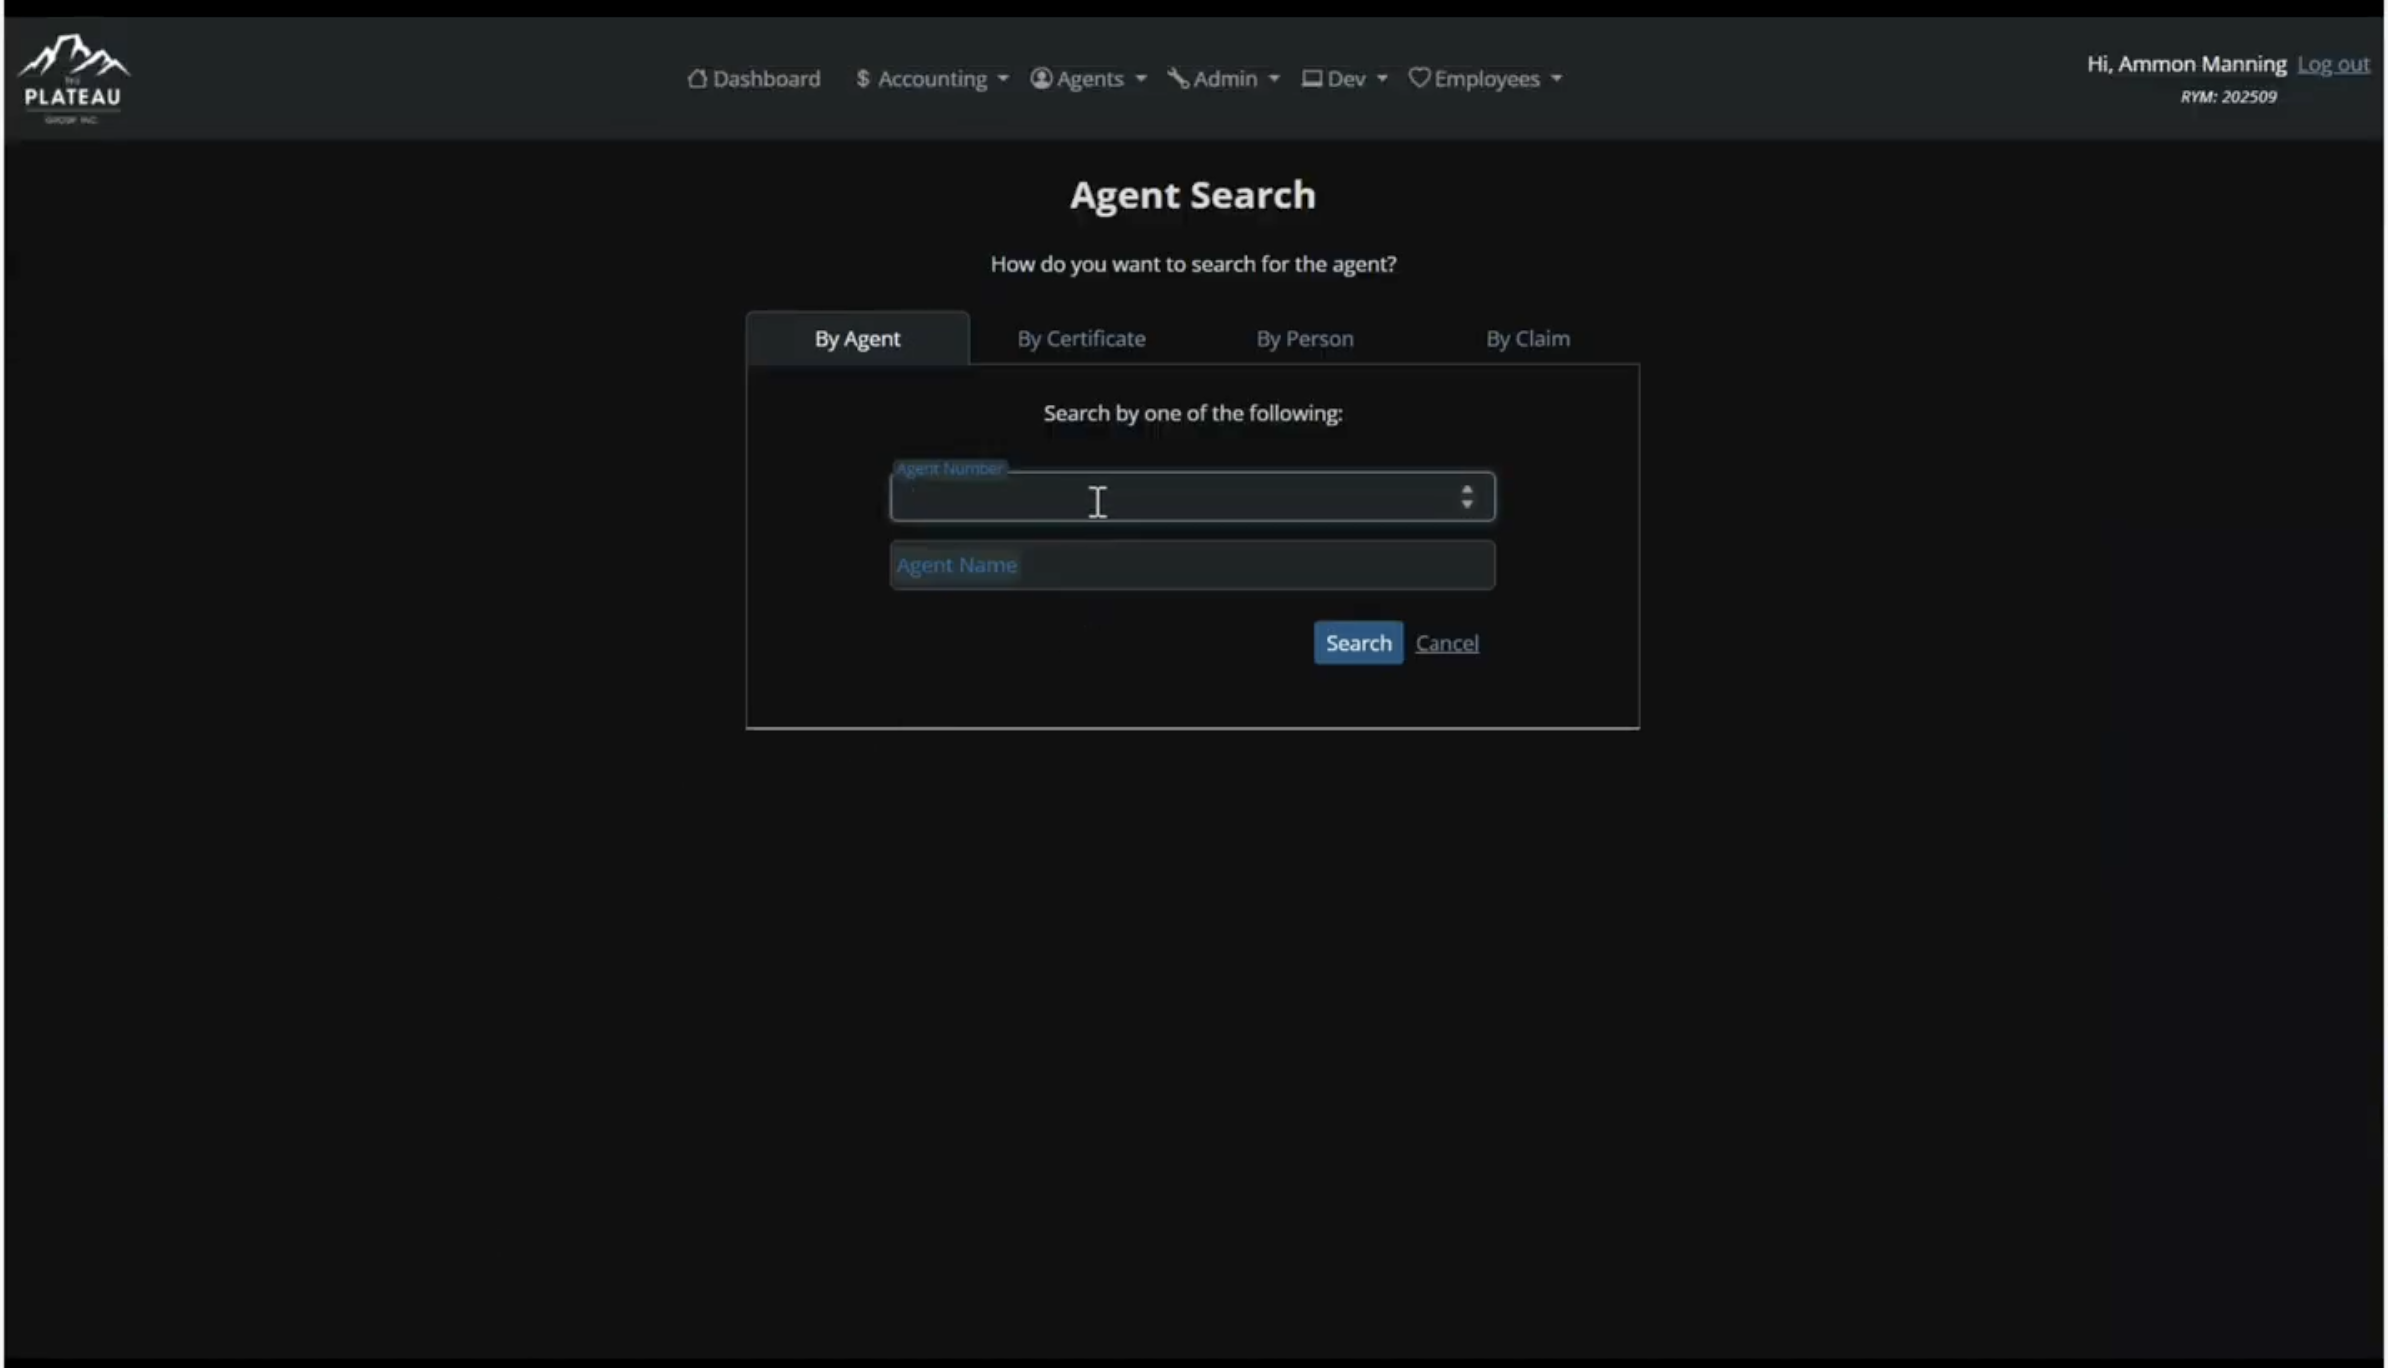 THE
PLATEAU
GROUP INC.
Dashboard
$ Accounting
Agents
Admin
Dev
Employees
Hi, Ammon Manning Log out
RYM: 202509
Agent Search
How do you want to search for the agent?
By Agent
By Certificate
By Person
By Claim
Search by one of the following:
Agent Number
Agent Name
Search Cancel